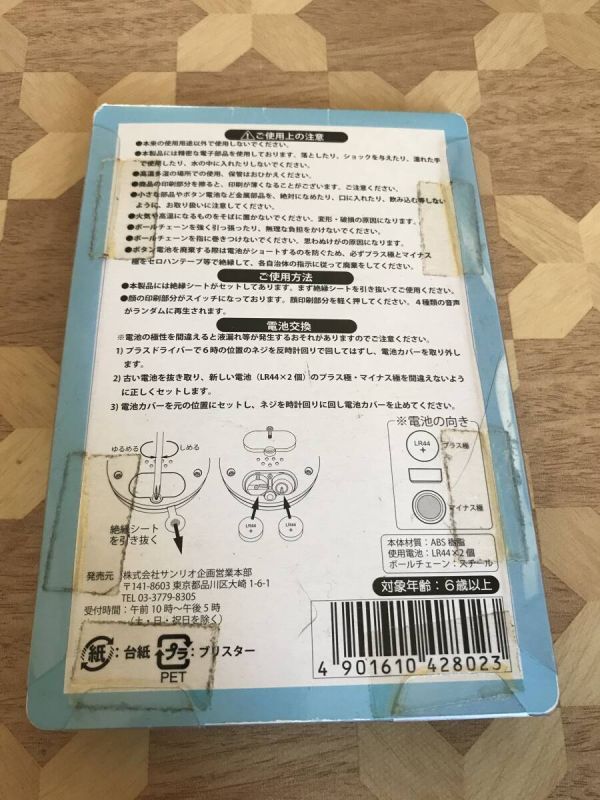 ⚠ご使用上の注意
●本来の使用用途以外で使用しないでください。
●本製品には精密な電子部品を使用しております。落としたり、ショックを与えたり、濡れた手
で使用したり、水の中に入れたりしないでください。
●高温多湿の場所での使用、保管はおひかえください。
●商品の印刷部分を擦ると、印刷が薄くなることがございます。ご注意ください。
●小さな部品やボタン電池など金属部品を、絶対になめたり、口に入れたり、飲み込む等しない
ように、お取り扱いに注意してください。
●火気や高温になるものをそばに置かないでください。変形・破損の原因になります。
●ボールチェーンを強く引っ張ったり、無理な負担をかけないでください。
●ボールチェーンを指に巻きつけないでください。思わぬけがの原因になります。
●ボタン電池を廃棄する際は電池がショートするのを防ぐため、必ずプラス極とマイナス
極をセロハンテープ等で絶縁して、各自治体の指示に従って廃棄をしてください。
ご使用方法
●本製品には絶縁シートがセットしてあります。まず絶縁シートを引き抜いてご使用ください。
●顔の印刷部分がスイッチになっております。顔印刷部分を軽く押してください。4種類の音声
がランダムに再生されます。
電池交換
※電池の極性を間違えると液漏れ等が発生するおそれがありますのでご注意ください。
1) プラスドライバーで6時の位置のネジを反時計回りで回してはずし、電池カバーを取り外し
ます。
2) 古い電池を抜き取り、新しい電池（LR44×2個）のプラス極・マイナス極を間違えないよう
に正しくセットします。
3) 電池カバーを元の位置にセットし、ネジを時計回りに回し電池カバーを止めてください。
ゆるめる しめる
絶縁シート
を引き抜く
LR44 LR44
※電池の向き
LR44
+
プラス極
マイナス極
本体材質：ABS樹脂
使用電池：LR44×2個
ボールチェーン：スチール
対象年齢：6歳以上
発売元 株式会社サンリオ企画営業本部
〒141-8603 東京都品川区大崎 1-6-1
TEL 03-3779-8305
受付時間：午前10時〜午後5時
（土・日・祝日を除く）
紙：台紙 プラ：ブリスター
PET
4 901610 428023